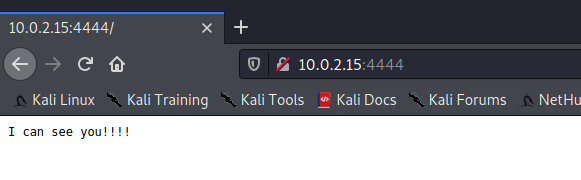 10.0.2.15:4444/
10.0.2.15:4444
Kali Linux Kali Training Kali Tools Kali Docs Kali Forums NetHu
I can see you!!!!